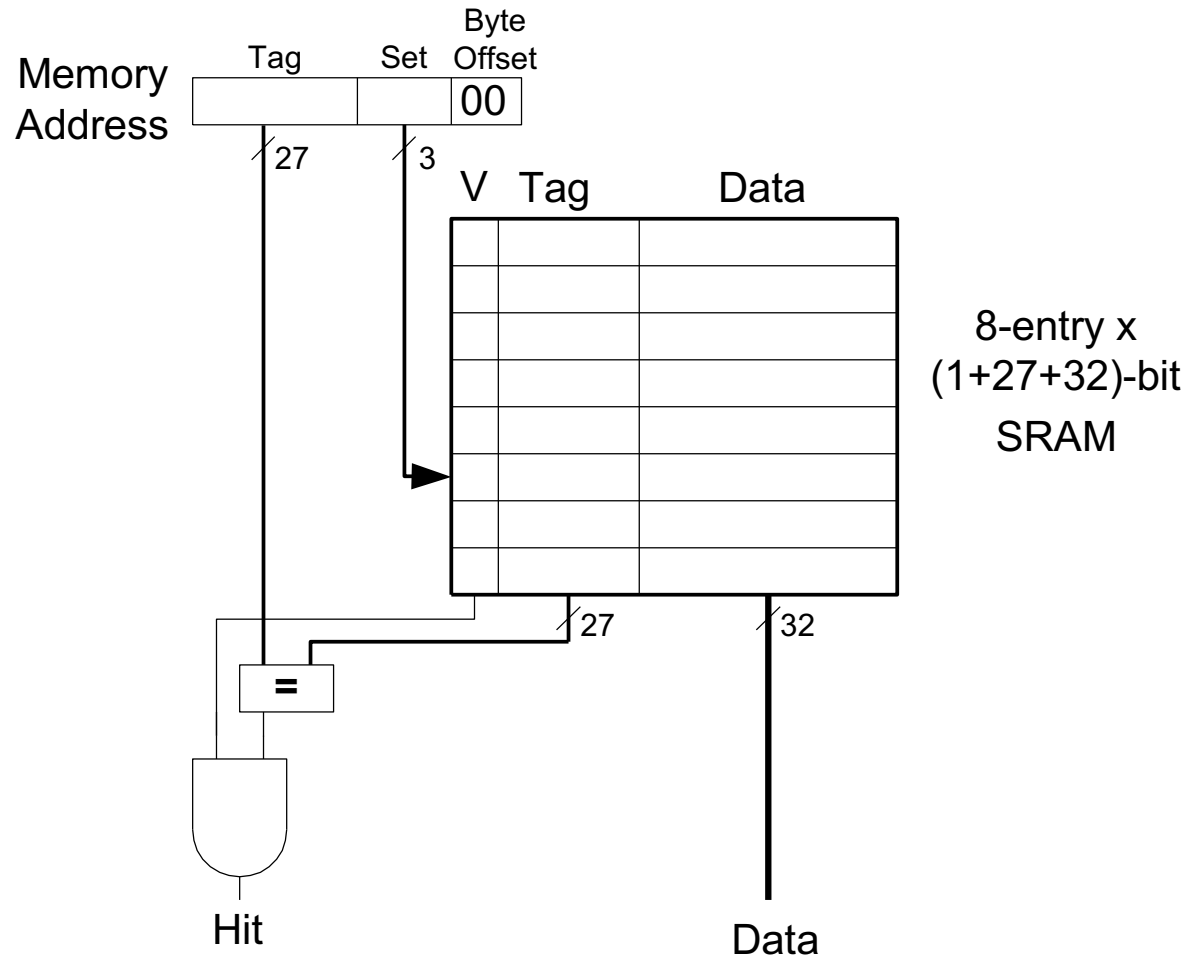 Byte
Tag Set Offset
Memory
Address
00
27
3
V Tag Data
8-entry x
(1+27+32)-bit
SRAM
27
32
=
Hit
Data